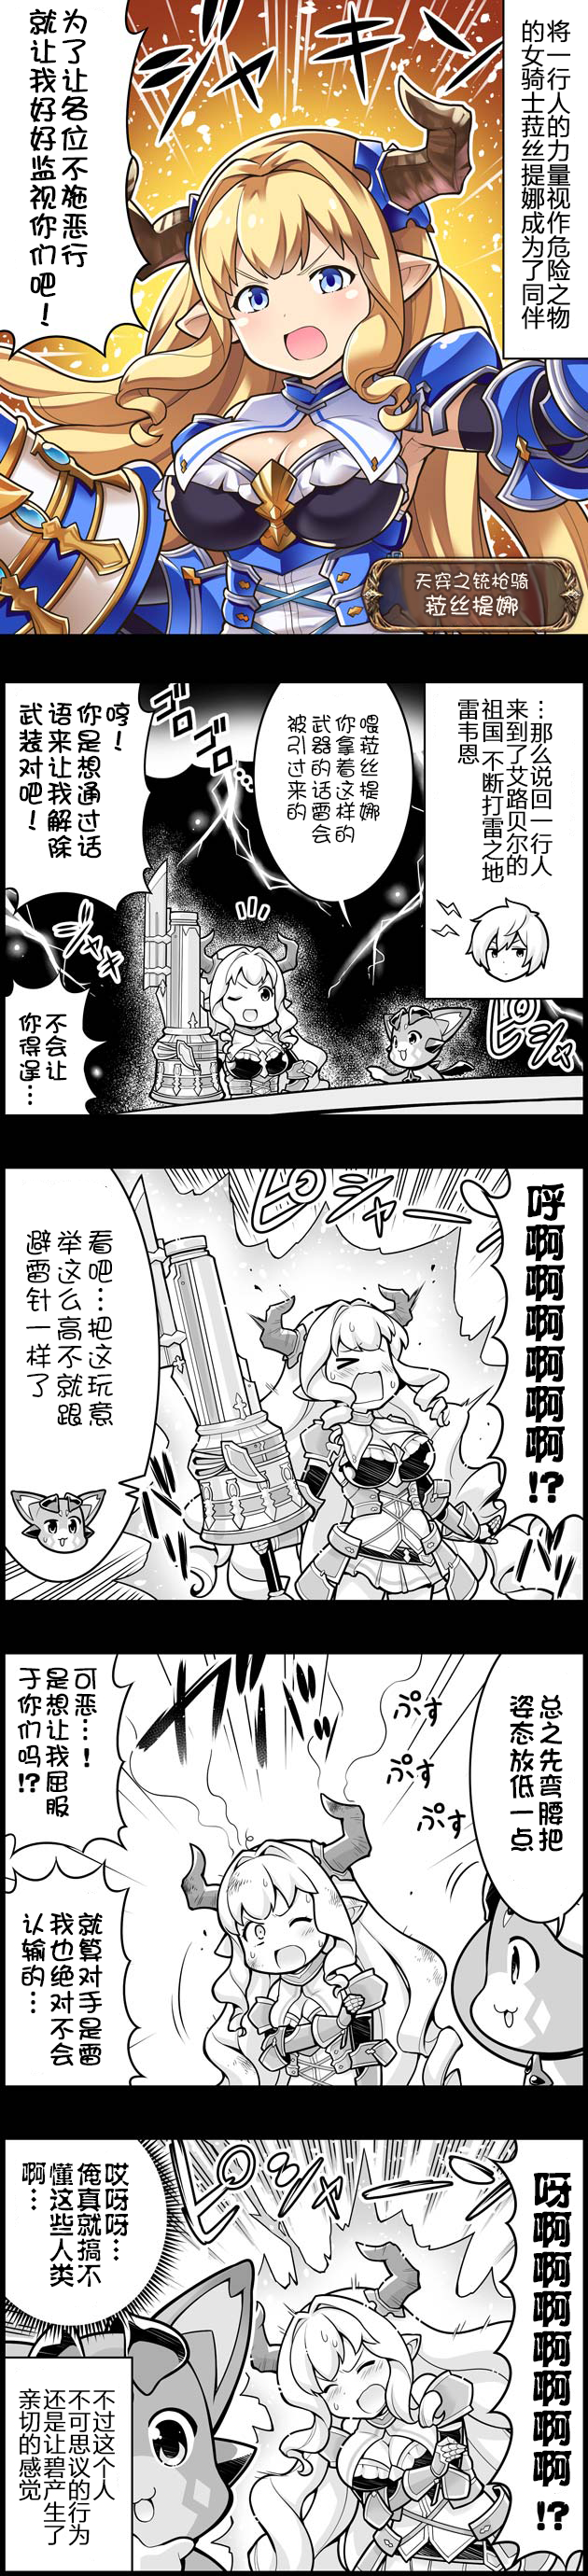 将一行人的力量视作危险之物
的女骑士菈丝提娜成为了同伴
ジャキン
为了让各位不施恶行
就让我好好监视你们吧！
天穹之铳枪骑
菈丝提娜
…那么说回一行人
来到了艾路贝尔的
祖国 不断打雷之地
雷韦恩
喂菈丝提娜
你拿着这样的
武器的话雷会
被引过来的
ゴロゴロ
哼！
你是想通过话
语来让我解除
武装对吧！
ジャャ
不会让
你得逞…
ピシャ
呼啊啊啊啊啊啊!?
ピシャー
看吧…把这玩意
举这么高不就跟
避雷针一样了
总之先弯腰把
姿态放低一点
ぷす
ぷす
ぷす
可恶…！
是想让我屈服
于你们吗!?
就算对手是雷
我也绝对不会
认输的…
呀啊啊啊啊啊啊啊!?
ピシャー
哎呀呀…
俺真就搞不
懂这些人类
啊…
不过这个人
不可思议的行为
还是让碧产生了
亲切的感觉